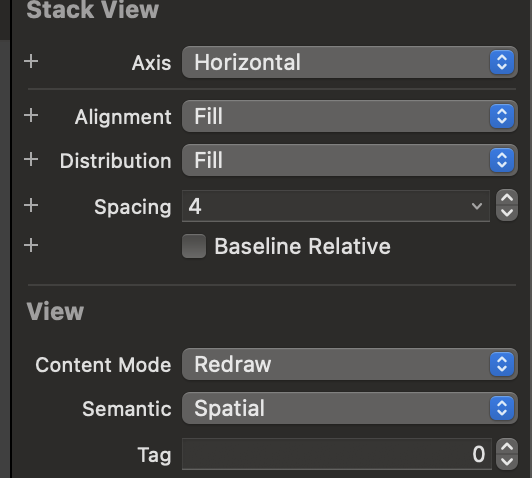 Stack View
+ Axis Horizontal
+ Alignment Fill
+ Distribution Fill
+ Spacing 4
+ Baseline Relative
View
Content Mode Redraw
Semantic Spatial
Tag 0